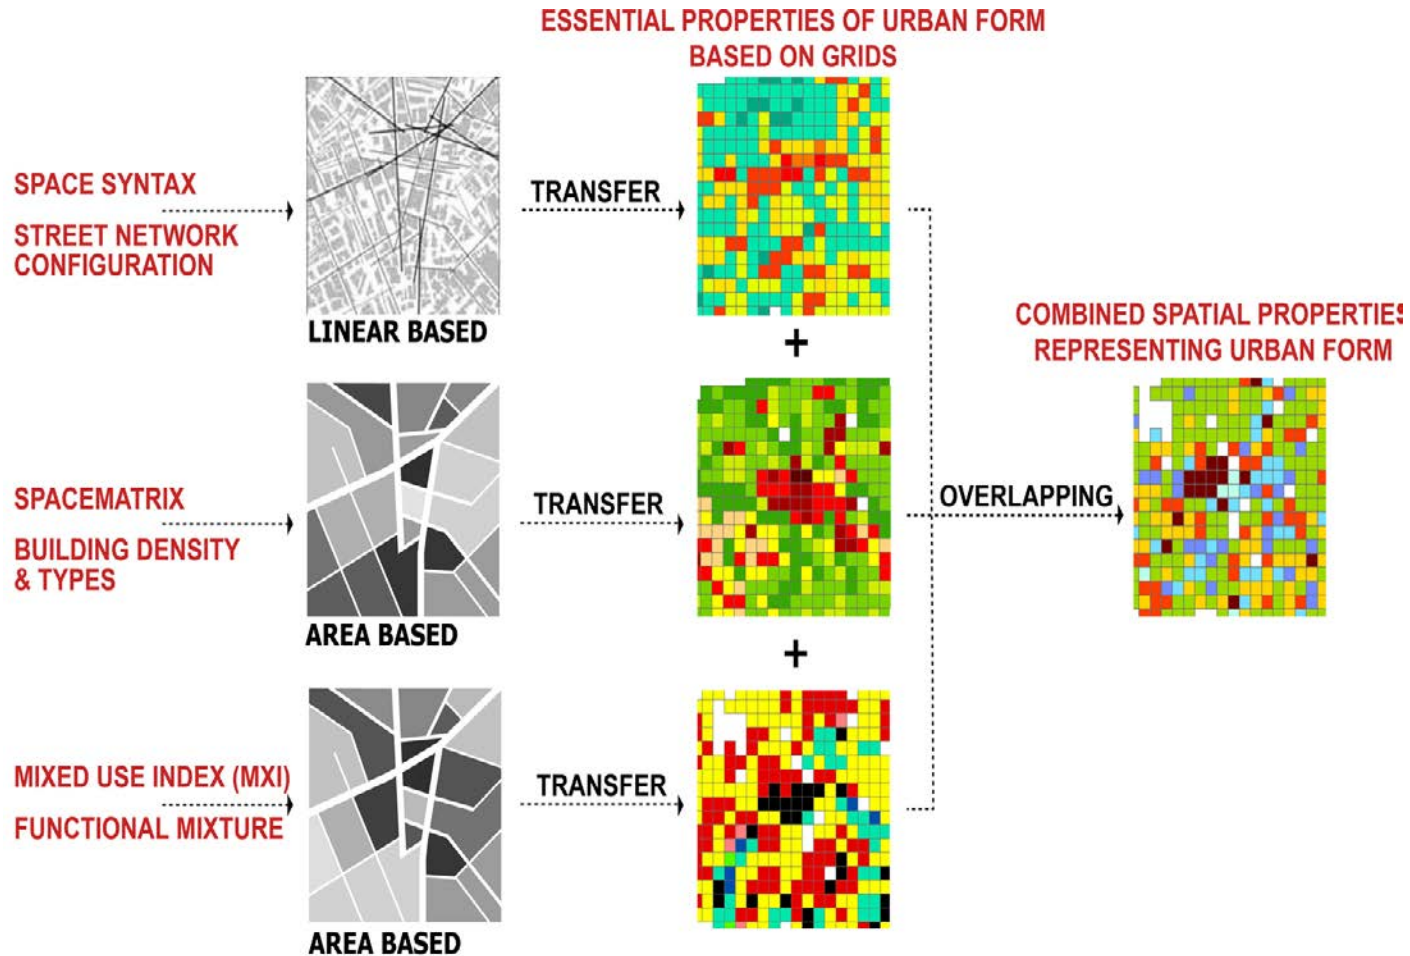 ESSENTIAL PROPERTIES OF URBAN FORM
BASED ON GRIDS
SPACE SYNTAX
STREET NETWORK
CONFIGURATION
LINEAR BASED
TRANSFER
+
SPACEMATRIX
BUILDING DENSITY
& TYPES
AREA BASED
TRANSFER
+
MIXED USE INDEX (MXI)
FUNCTIONAL MIXTURE
AREA BASED
TRANSFER
OVERLAPPING
COMBINED SPATIAL PROPERTIES
REPRESENTING URBAN FORM